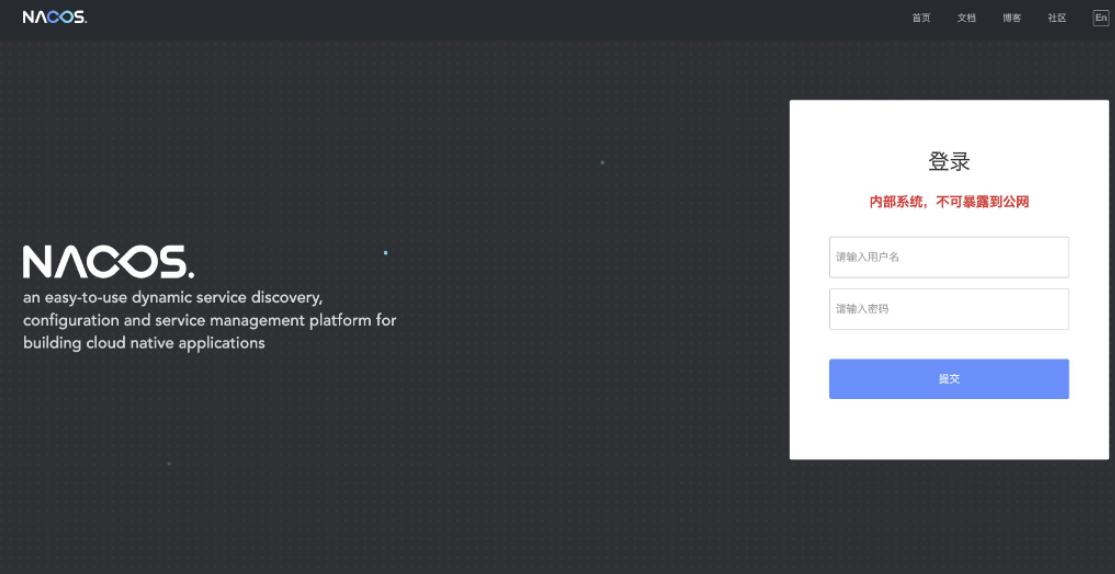 NACOS.
首页
文档
博客
社区
En
NACOS.
an easy-to-use dynamic service discovery,
configuration and service management platform for
building cloud native applications
登录
内部系统，不可暴露到公网
请输入用户名
请输入密码
提交